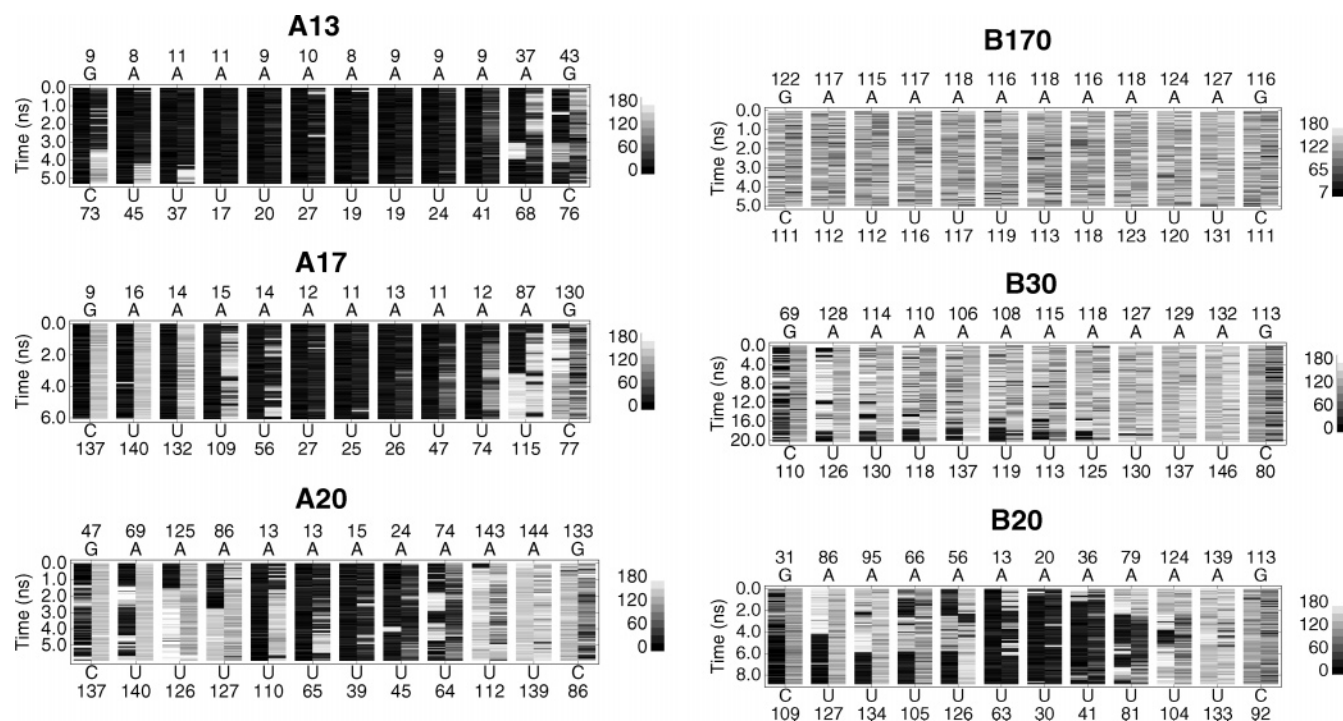 A13
9 8 11 11 9 10 8 9 9 9 37 43
G A A A A A A A A A A G
Time (ns)
0.0
1.0
2.0
3.0
4.0
5.0
180
120
60
0
C U U U U U U U U U U C
73 45 37 17 20 27 19 19 24 41 68 76
A17
9 16 14 15 14 12 11 13 11 12 87 130
G A A A A A A A A A A G
Time (ns)
0.0
2.0
4.0
6.0
180
120
60
0
C U U U U U U U U U U C
137 140 132 109 56 27 25 26 47 74 115 77
A20
47 69 125 86 13 13 15 24 74 143 144 133
G A A A A A A A A A A G
Time (ns)
0.0
1.0
2.0
3.0
4.0
5.0
180
120
60
0
C U U U U U U U U U U C
137 140 126 127 110 65 39 45 64 112 139 86
B170
122 117 115 117 118 116 118 116 118 124 127 116
G A A A A A A A A A A G
Time (ns)
0.0
1.0
2.0
3.0
4.0
5.0
180
122
65
7
C U U U U U U U U U U C
111 112 112 116 117 119 113 118 123 120 131 111
B30
69 128 114 110 106 108 115 118 127 129 132 113
G A A A A A A A A A A G
Time (ns)
0.0
4.0
8.0
12.0
16.0
20.0
180
120
60
0
C U U U U U U U U U U C
110 126 130 118 137 119 113 125 130 137 146 80
B20
31 86 95 66 56 13 20 36 79 124 139 113
G A A A A A A A A A A G
Time (ns)
0.0
2.0
4.0
6.0
8.0
180
120
60
0
C U U U U U U U U U U C
109 127 134 105 126 63 30 41 81 104 133 92